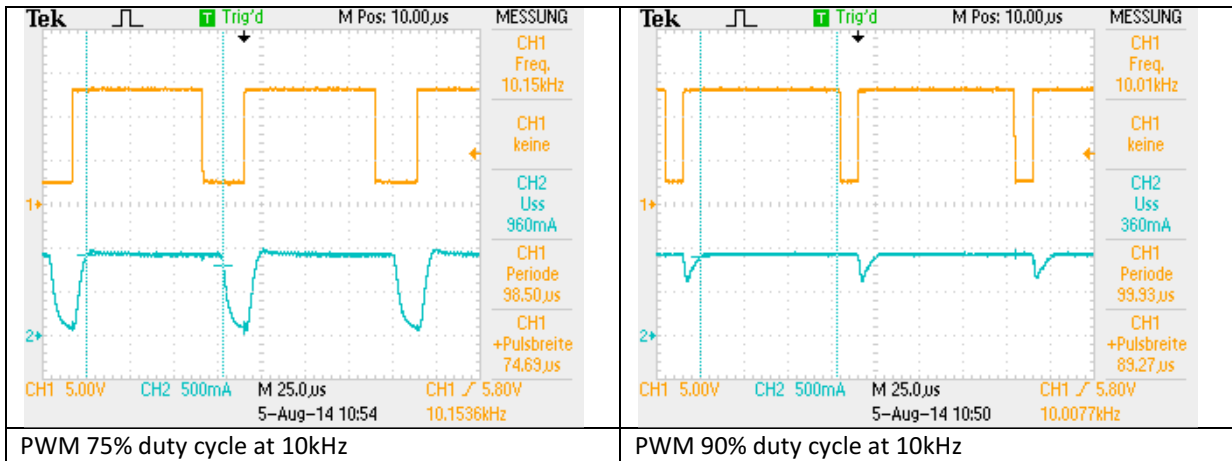 Tek T Trig'd M Pos: 10.00µs MESSUNG
CH1
Freq.
10.15kHz
CH1
keine
CH2
Uss
960mA
CH1
Periode
98.50µs
CH1
+Pulsbreite
74.69µs
1
2
CH1 5.00V CH2 500mA M 25.0µs CH1 5.80V
5-Aug-14 10:54 10.1536kHz
PWM 75% duty cycle at 10kHz
Tek T Trig'd M Pos: 10.00µs MESSUNG
CH1
Freq.
10.01kHz
CH1
keine
CH2
Uss
360mA
CH1
Periode
99.93µs
CH1
+Pulsbreite
89.27µs
1
2
CH1 5.00V CH2 500mA M 25.0µs CH1 5.80V
5-Aug-14 10:50 10.0077kHz
PWM 90% duty cycle at 10kHz